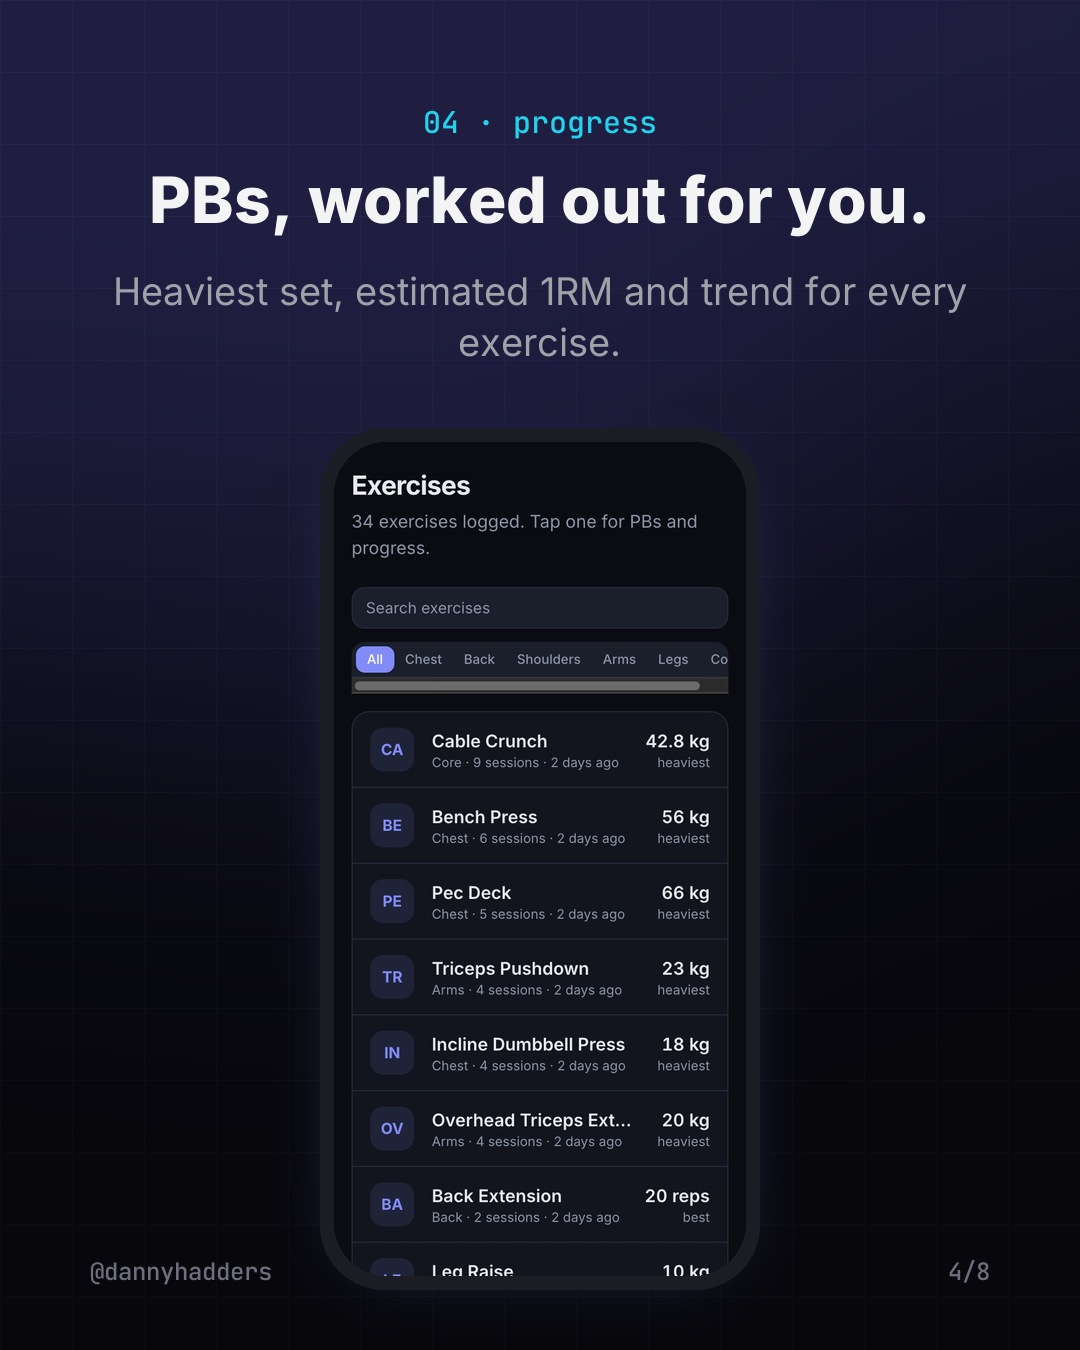 04 · progress
PBs, worked out for you.
Heaviest set, estimated 1RM and trend for every
exercise.
Exercises
34 exercises logged. Tap one for PBs and
progress.
Search exercises
All Chest Back Shoulders Arms Legs Co
CA Cable Crunch 42.8 kg
Core · 9 sessions · 2 days ago heaviest
BE Bench Press 56 kg
Chest · 6 sessions · 2 days ago heaviest
PE Pec Deck 66 kg
Chest · 5 sessions · 2 days ago heaviest
TR Triceps Pushdown 23 kg
Arms · 4 sessions · 2 days ago heaviest
IN Incline Dumbbell Press 18 kg
Chest · 4 sessions · 2 days ago heaviest
OV Overhead Triceps Ext... 20 kg
Arms · 4 sessions · 2 days ago heaviest
BA Back Extension 20 reps
Back · 2 sessions · 2 days ago best
Leg Raise 10 kg
@dannyhadders 4/8